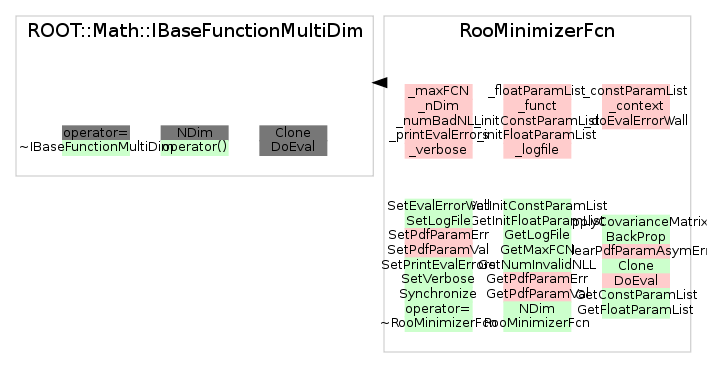 ROOT::Math::IBaseFunctionMultiDim
operator= NDim Clone
~IBaseFunctionMultiDim operator() DoEval
RooMinimizerFcn
_maxFCN _floatParamList _constParamList
_nDim _funct _context
_numBadNLL _initConstParamList _doEvalErrorWall
_printEvalErrors _initFloatParamList
_verbose _logfile
SetEvalErrorWall GetInitConstParamList
SetLogFile GetInitFloatParamList ApplyCovarianceMatrix
SetPdfParamErr GetLogFile BackProp
SetPdfParamVal GetMaxFCN ClearPdfParamAsymErr
SetPrintEvalErrors GetNumInvalidNLL Clone
SetVerbose GetPdfParamErr DoEval
Synchronize GetPdfParamVal GetConstParamList
operator= NDim GetFloatParamList
~RooMinimizerFcn RooMinimizerFcn